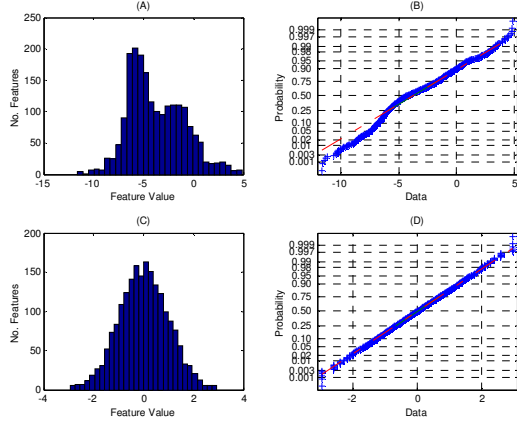 (A)
250
200
150
100
50
0
No. Features
-15 -10 -5 0 5
Feature Value
(B)
0.999
0.997
0.99
0.98
0.95
0.90
0.75
0.50
0.25
0.10
0.05
0.02
0.01
0.003
0.001
Probability
-10 -5 0 5
Data
(C)
200
150
100
50
0
No. Features
-4 -2 0 2 4
Feature Value
(D)
0.999
0.997
0.99
0.98
0.95
0.90
0.75
0.50
0.25
0.10
0.05
0.02
0.01
0.003
0.001
Probability
-2 0 2
Data